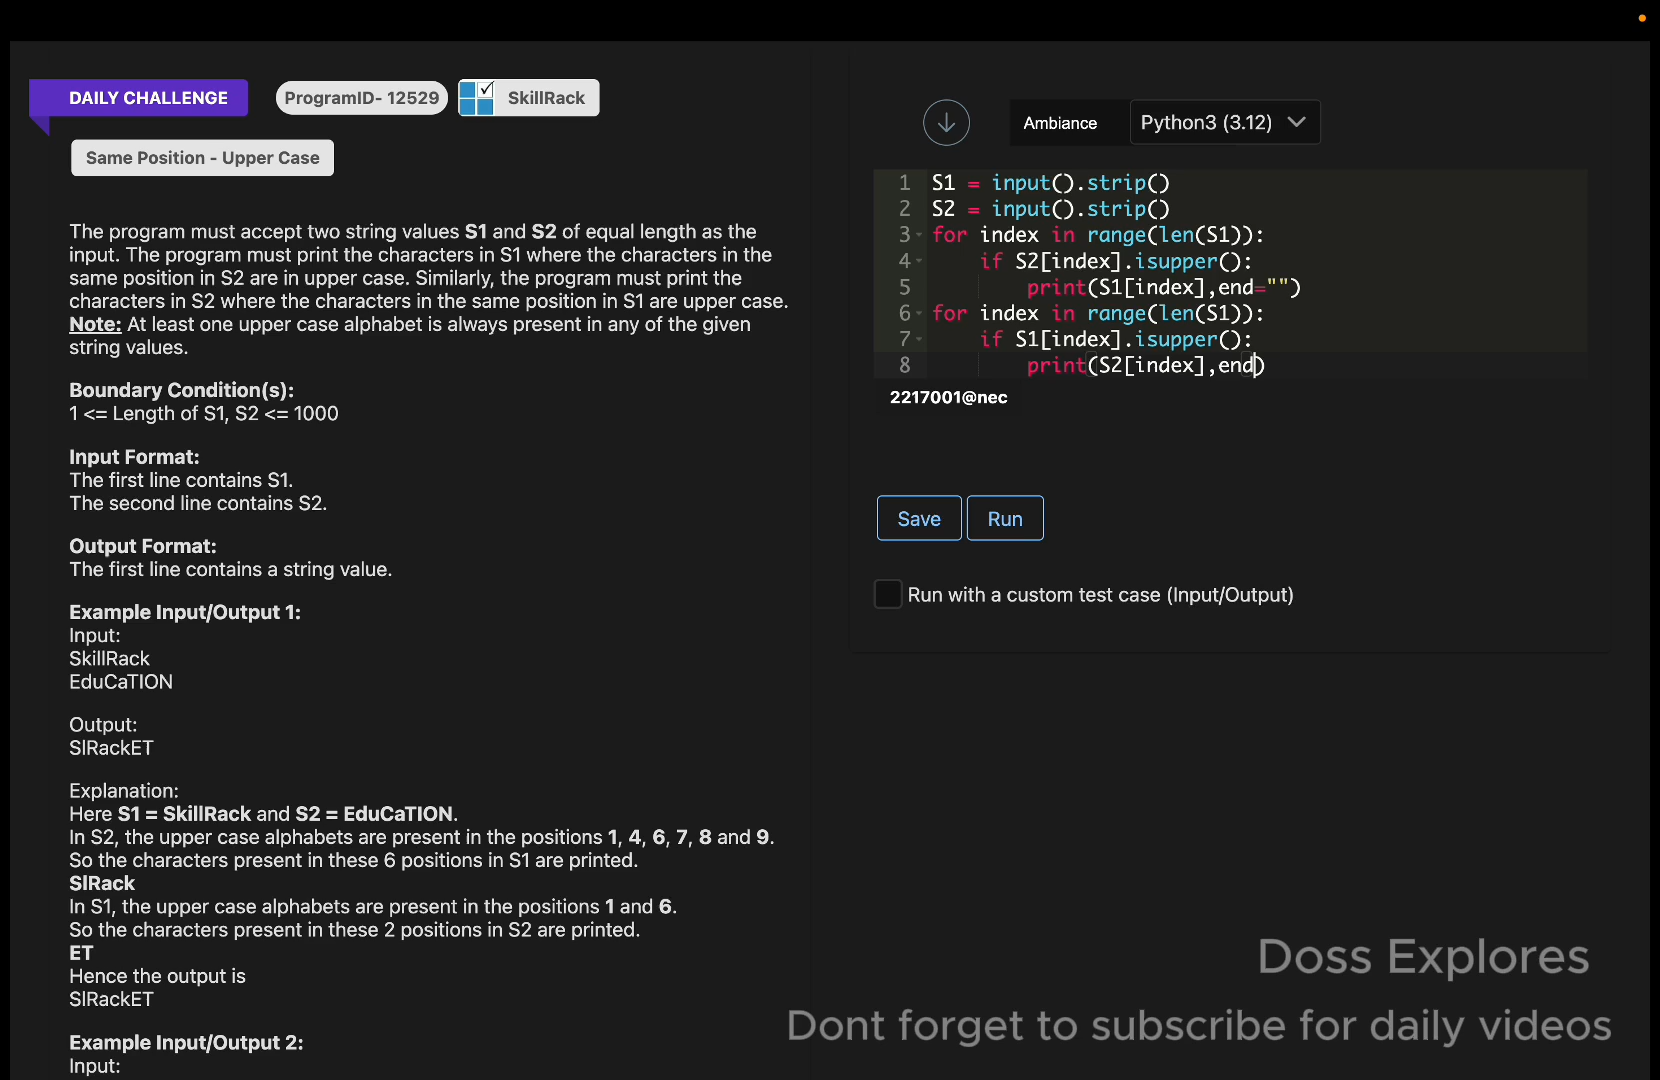 DAILY CHALLENGE
ProgramID- 12529
SkillRack
Same Position - Upper Case
The program must accept two string values S1 and S2 of equal length as the
input. The program must print the characters in S1 where the characters in the
same position in S2 are in upper case. Similarly, the program must print the
characters in S2 where the characters in the same position in S1 are upper case.
Note: At least one upper case alphabet is always present in any of the given
string values.
Boundary Condition(s):
1 <= Length of S1, S2 <= 1000
Input Format:
The first line contains S1.
The second line contains S2.
Output Format:
The first line contains a string value.
Example Input/Output 1:
Input:
SkillRack
EduCaTION
Output:
SlRackET
Explanation:
Here S1 = SkillRack and S2 = EduCaTION.
In S2, the upper case alphabets are present in the positions 1, 4, 6, 7, 8 and 9.
So the characters present in these 6 positions in S1 are printed.
SlRack
In S1, the upper case alphabets are present in the positions 1 and 6.
So the characters present in these 2 positions in S2 are printed.
ET
Hence the output is
SlRackET
Example Input/Output 2:
Input:
Ambiance
Python3 (3.12)
1 S1 = input().strip()
2 S2 = input().strip()
3 for index in range(len(S1)):
4 if S2[index].isupper():
5 print(S1[index],end="")
6 for index in range(len(S1)):
7 if S1[index].isupper():
8 print(S2[index],end)
2217001@nec
Save
Run
Run with a custom test case (Input/Output)
Doss Explores
Dont forget to subscribe for daily videos